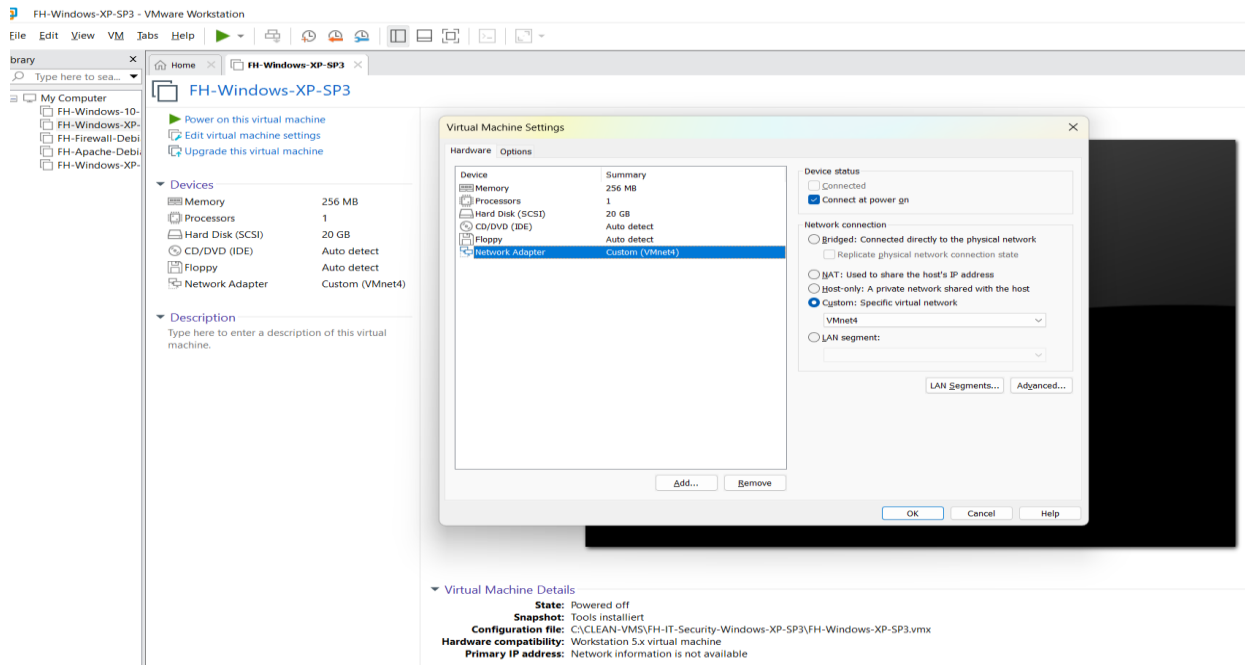 FH-Windows-XP-SP3 - VMware Workstation
File Edit View VM Tabs Help
brary
Type here to sea...
Home
FH-Windows-XP-SP3
My Computer
FH-Windows-10-
FH-Windows-XP-
FH-Firewall-Debi
FH-Apache-Debi
FH-Windows-XP-
FH-Windows-XP-SP3
Power on this virtual machine
Edit virtual machine settings
Upgrade this virtual machine
Devices
Memory 256 MB
Processors 1
Hard Disk (SCSI) 20 GB
CD/DVD (IDE) Auto detect
Floppy Auto detect
Network Adapter Custom (VMnet4)
Description
Type here to enter a description of this virtual
machine.
Virtual Machine Settings
Hardware Options
Device Summary
Memory 256 MB
Processors 1
Hard Disk (SCSI) 20 GB
CD/DVD (IDE) Auto detect
Floppy Auto detect
Network Adapter Custom (VMnet4)
Add... Remove
Device status
Connected
Connect at power on
Network connection
Bridged: Connected directly to the physical network
Replicate physical network connection state
NAT: Used to share the host's IP address
Host-only: A private network shared with the host
Custom: Specific virtual network
VMnet4
LAN segment:
LAN Segments... Advanced...
OK Cancel Help
Virtual Machine Details
State: Powered off
Snapshot: Tools installiert
Configuration file: C:\CLEAN-VMS\FH-IT-Security-Windows-XP-SP3\FH-Windows-XP-SP3.vmx
Hardware compatibility: Workstation 5.x virtual machine
Primary IP address: Network information is not available